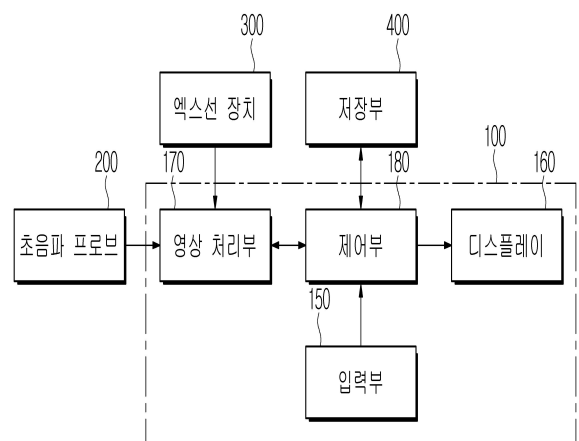 300
400
엑스선 장치
저장부
200
170
180
100
160
초음파 프로브
영상 처리부
제어부
디스플레이
150
입력부